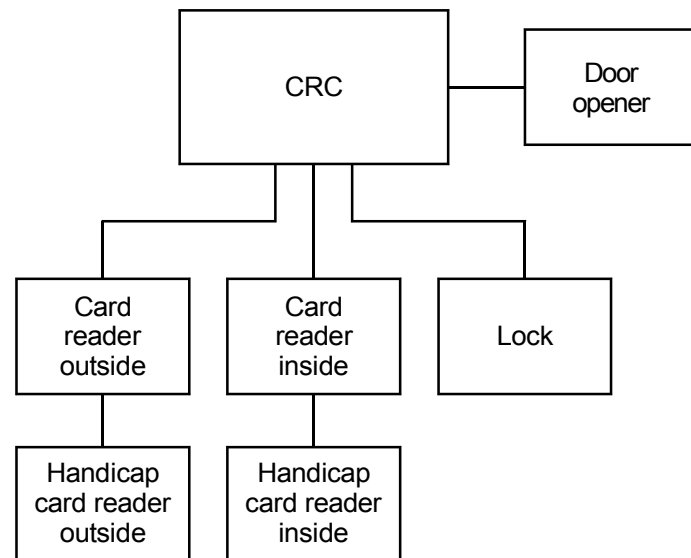 CRC
Door
opener
Card
reader
outside
Card
reader
inside
Lock
Handicap
card reader
outside
Handicap
card reader
inside